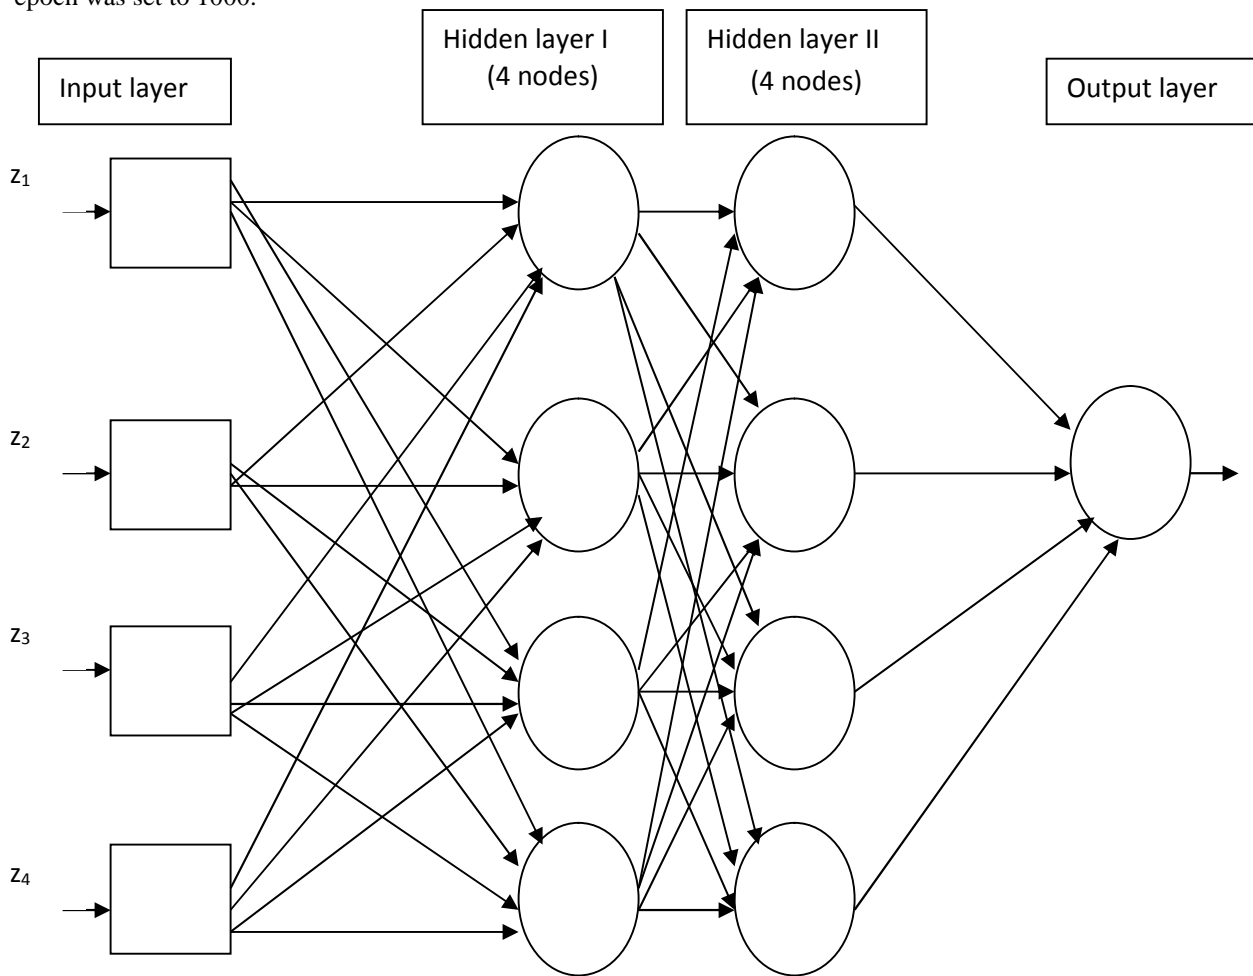 epoch was set to 1000.
Input layer
Hidden layer I
(4 nodes)
Hidden layer II
(4 nodes)
Output layer
z₁
z₂
z₃
z₄